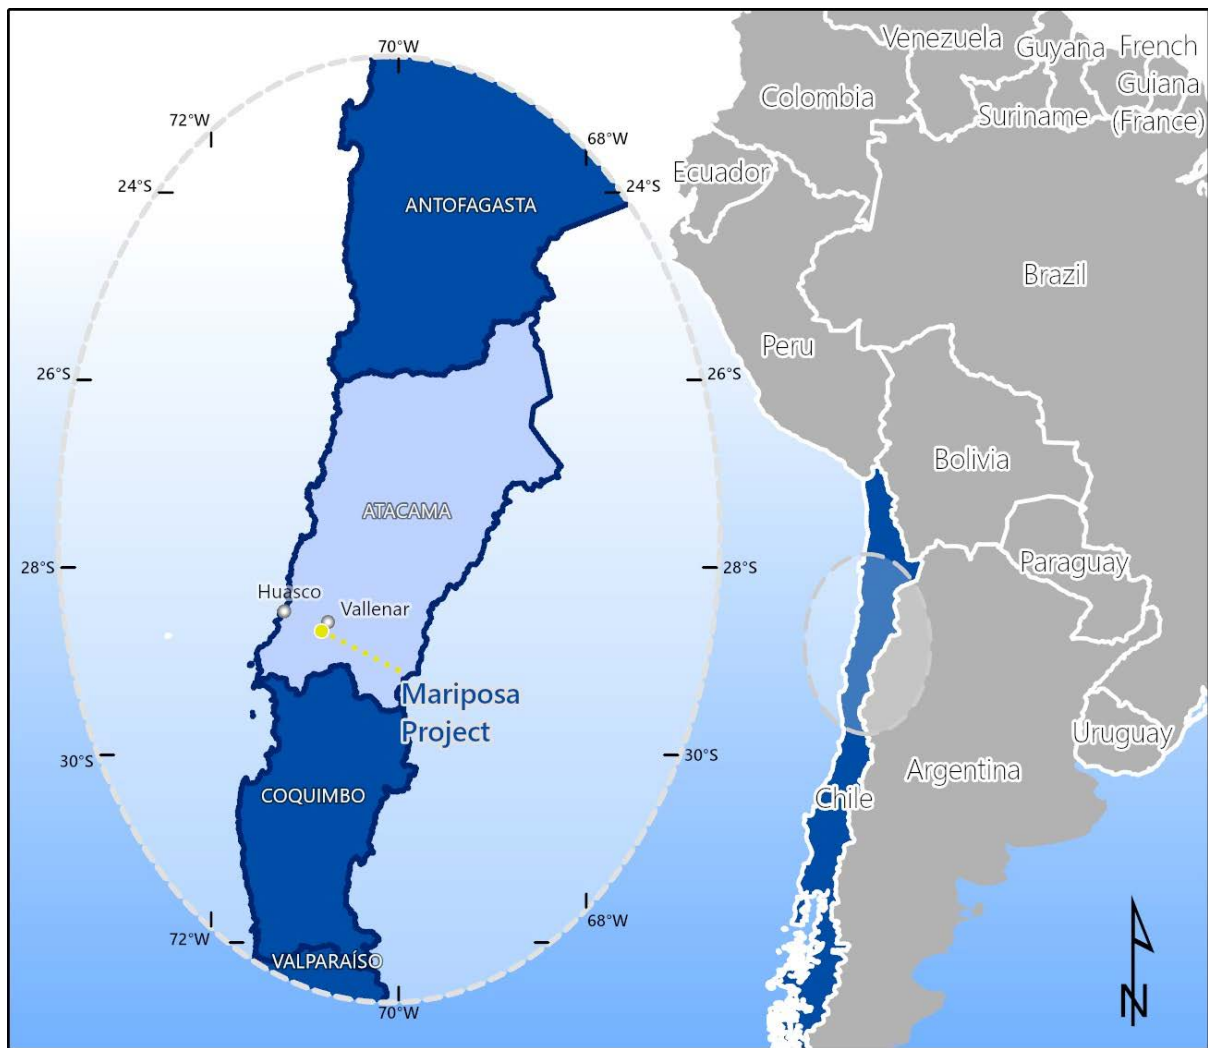 70°W
72°W
68°W
24°S
24°S
ANTOFAGASTA
26°S
26°S
ATACAMA
28°S
28°S
Huasco
Vallenar
Mariposa
Project
30°S
30°S
COQUIMBO
72°W
68°W
VALPARAÍSO
70°W
Venezuela
Guyana
French
Guiana
(France)
Colombia
Suriname
Ecuador
Brazil
Peru
Bolivia
Paraguay
Uruguay
Argentina
Chile
N